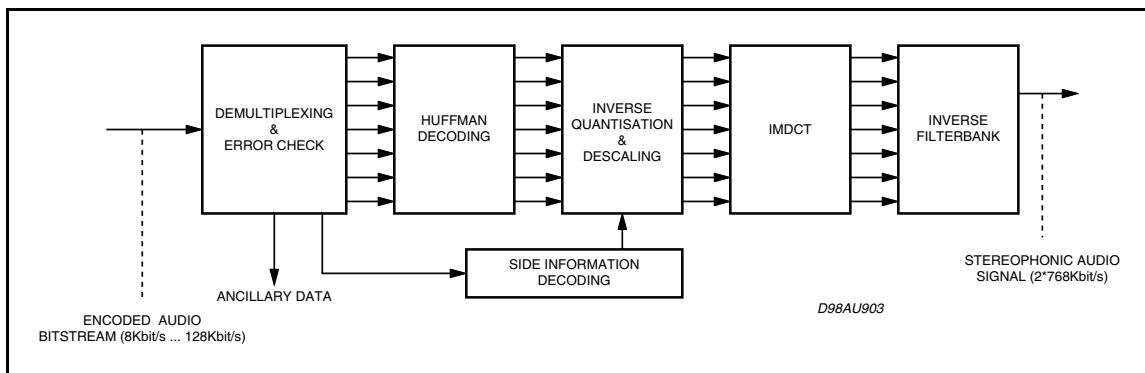 DEMULTIPLEXING
&
ERROR CHECK
HUFFMAN
DECODING
INVERSE
QUANTISATION
&
DESCALING
IMDCT
INVERSE
FILTERBANK
SIDE INFORMATION
DECODING
ANCILLARY DATA
ENCODED AUDIO
BITSTREAM (8Kbit/s ... 128Kbit/s)
STEREOPHONIC AUDIO
SIGNAL (2*768Kbit/s)
D98AU903